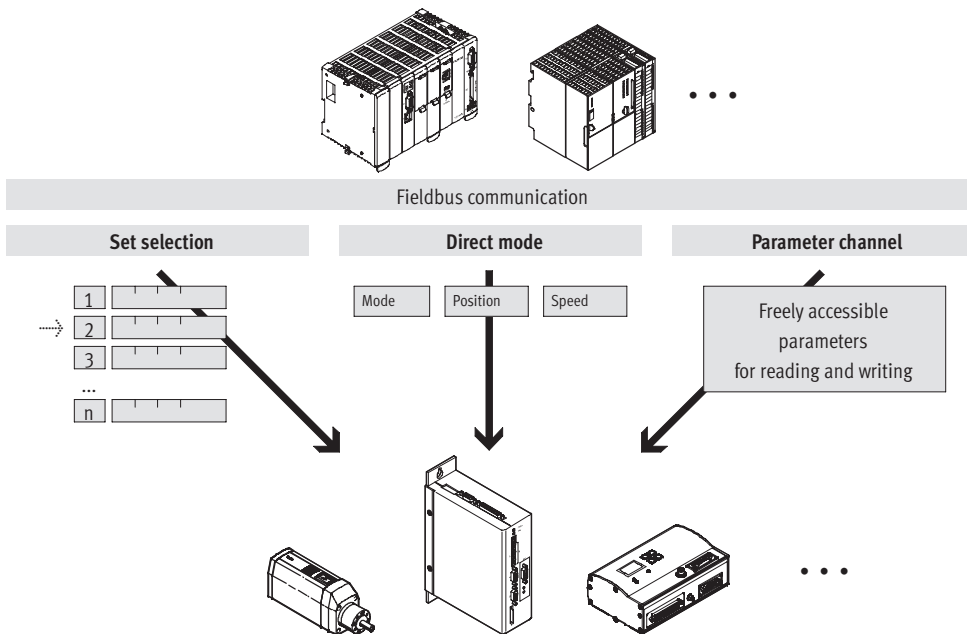 Fieldbus communication
Set selection
Direct mode
Parameter channel
1
2
3
...
n
Mode
Position
Speed
Freely accessible
parameters
for reading and writing